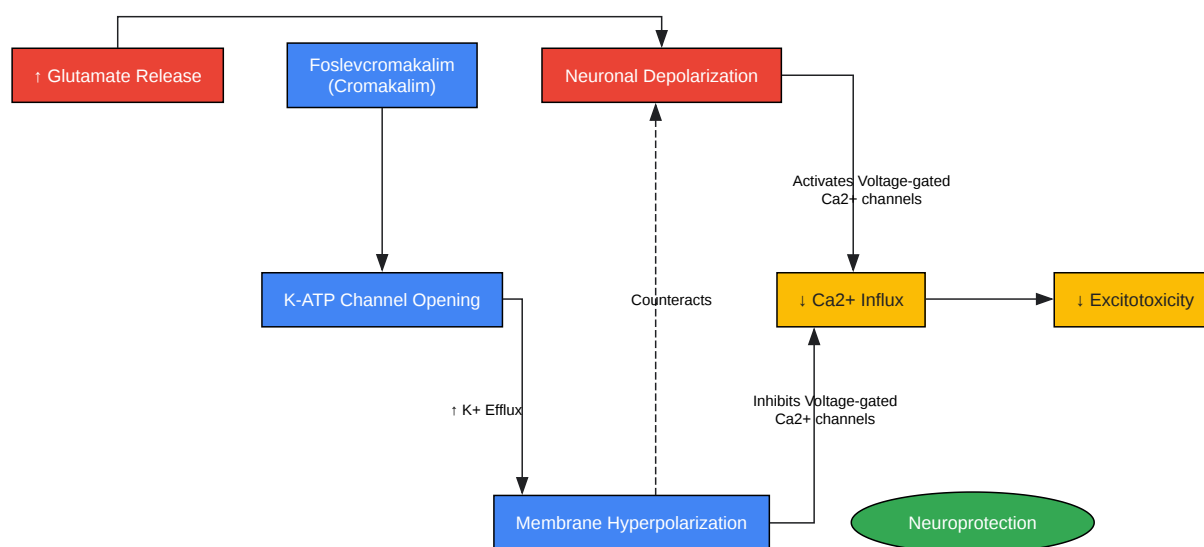 ↑ Glutamate Release
Foslevcromakalim
(Cromakalim)
Neuronal Depolarization
Activates Voltage-gated
Ca2+ channels
K-ATP Channel Opening
Counteracts
↓ Ca2+ Influx
↓ Excitotoxicity
↑ K+ Efflux
Inhibits Voltage-gated
Ca2+ channels
Membrane Hyperpolarization
Neuroprotection